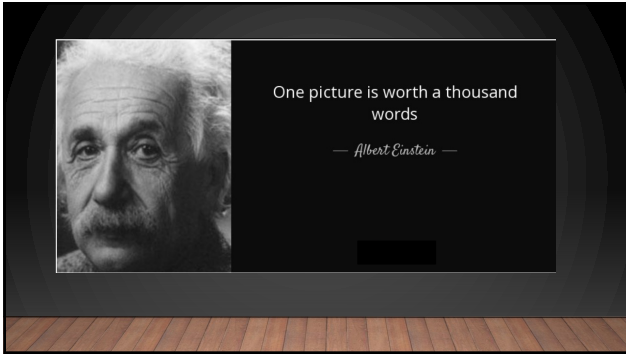 One picture is worth a thousand
words
— Albert Einstein —